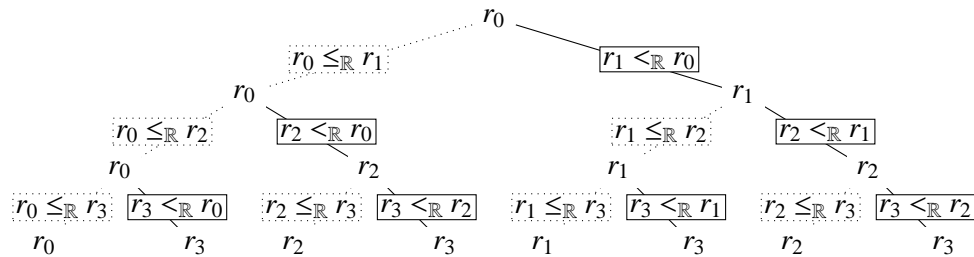 r₀
r₀ ≤ℝ r₁ r₁ <ℝ r₀
r₀ r₁
r₀ ≤ℝ r₂ r₂ <ℝ r₀ r₁ ≤ℝ r₂ r₂ <ℝ r₁
r₀ r₂ r₁ r₂
r₀ ≤ℝ r₃ r₃ <ℝ r₀ r₂ ≤ℝ r₃ r₃ <ℝ r₂ r₁ ≤ℝ r₃ r₃ <ℝ r₁ r₂ ≤ℝ r₃ r₃ <ℝ r₂
r₀ r₃ r₂ r₃ r₁ r₃ r₂ r₃